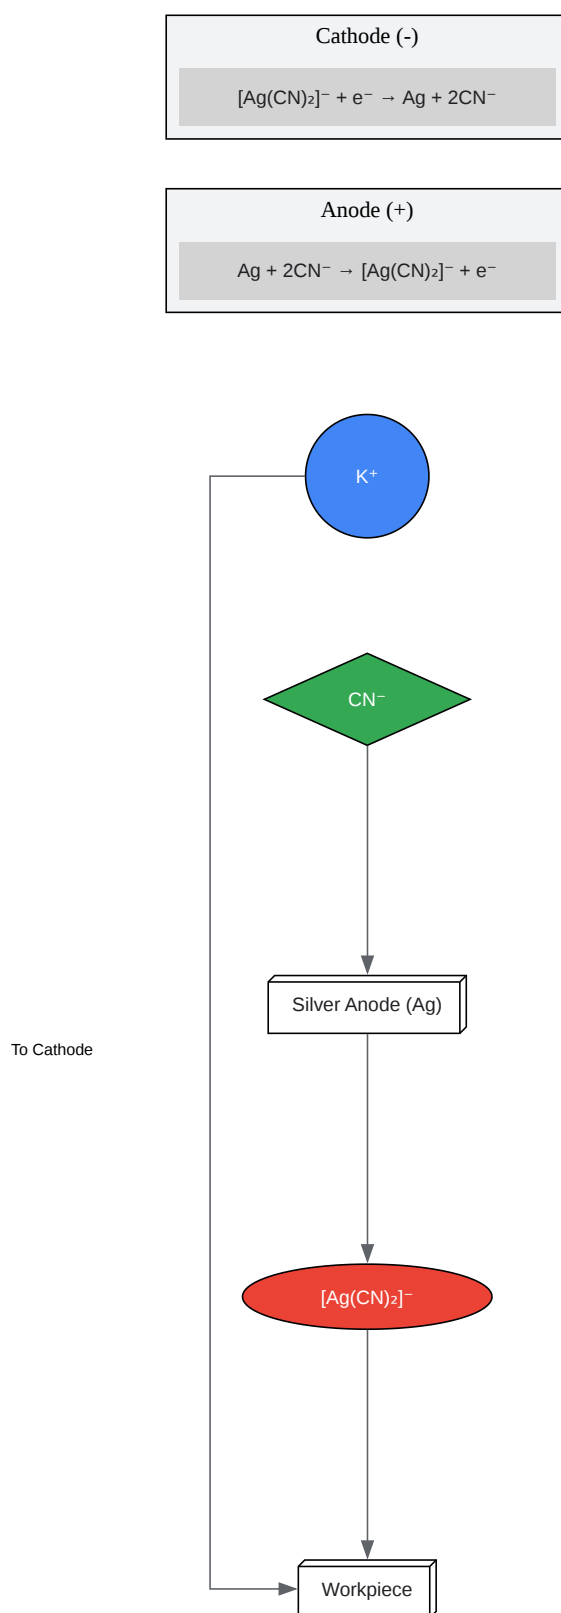 Cathode (-)
[Ag(CN)₂]⁻ + e⁻ → Ag + 2CN⁻
Anode (+)
Ag + 2CN⁻ → [Ag(CN)₂]⁻ + e⁻
K⁺
CN⁻
Silver Anode (Ag)
To Cathode
[Ag(CN)₂]⁻
Workpiece